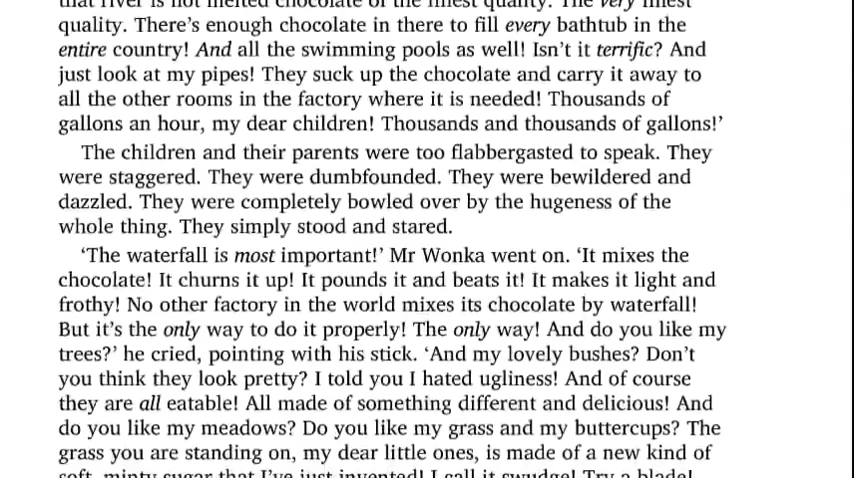 that river is hot melted chocolate of the finest quality. The very finest
quality. There's enough chocolate in there to fill every bathtub in the
entire country! And all the swimming pools as well! Isn't it terrific? And
just look at my pipes! They suck up the chocolate and carry it away to
all the other rooms in the factory where it is needed! Thousands of
gallons an hour, my dear children! Thousands and thousands of gallons!’
The children and their parents were too flabbergasted to speak. They
were staggered. They were dumbfounded. They were bewildered and
dazzled. They were completely bowled over by the hugeness of the
whole thing. They simply stood and stared.
‘The waterfall is most important!’ Mr Wonka went on. ‘It mixes the
chocolate! It churns it up! It pounds it and beats it! It makes it light and
frothy! No other factory in the world mixes its chocolate by waterfall!
But it’s the only way to do it properly! The only way! And do you like my
trees?’ he cried, pointing with his stick. ‘And my lovely bushes? Don’t
you think they look pretty? I told you I hated ugliness! And of course
they are all eatable! All made of something different and delicious! And
do you like my meadows? Do you like my grass and my buttercups? The
grass you are standing on, my dear little ones, is made of a new kind of
soft, minty sugar that I’ve just invented! I call it swudge! Try a blade!